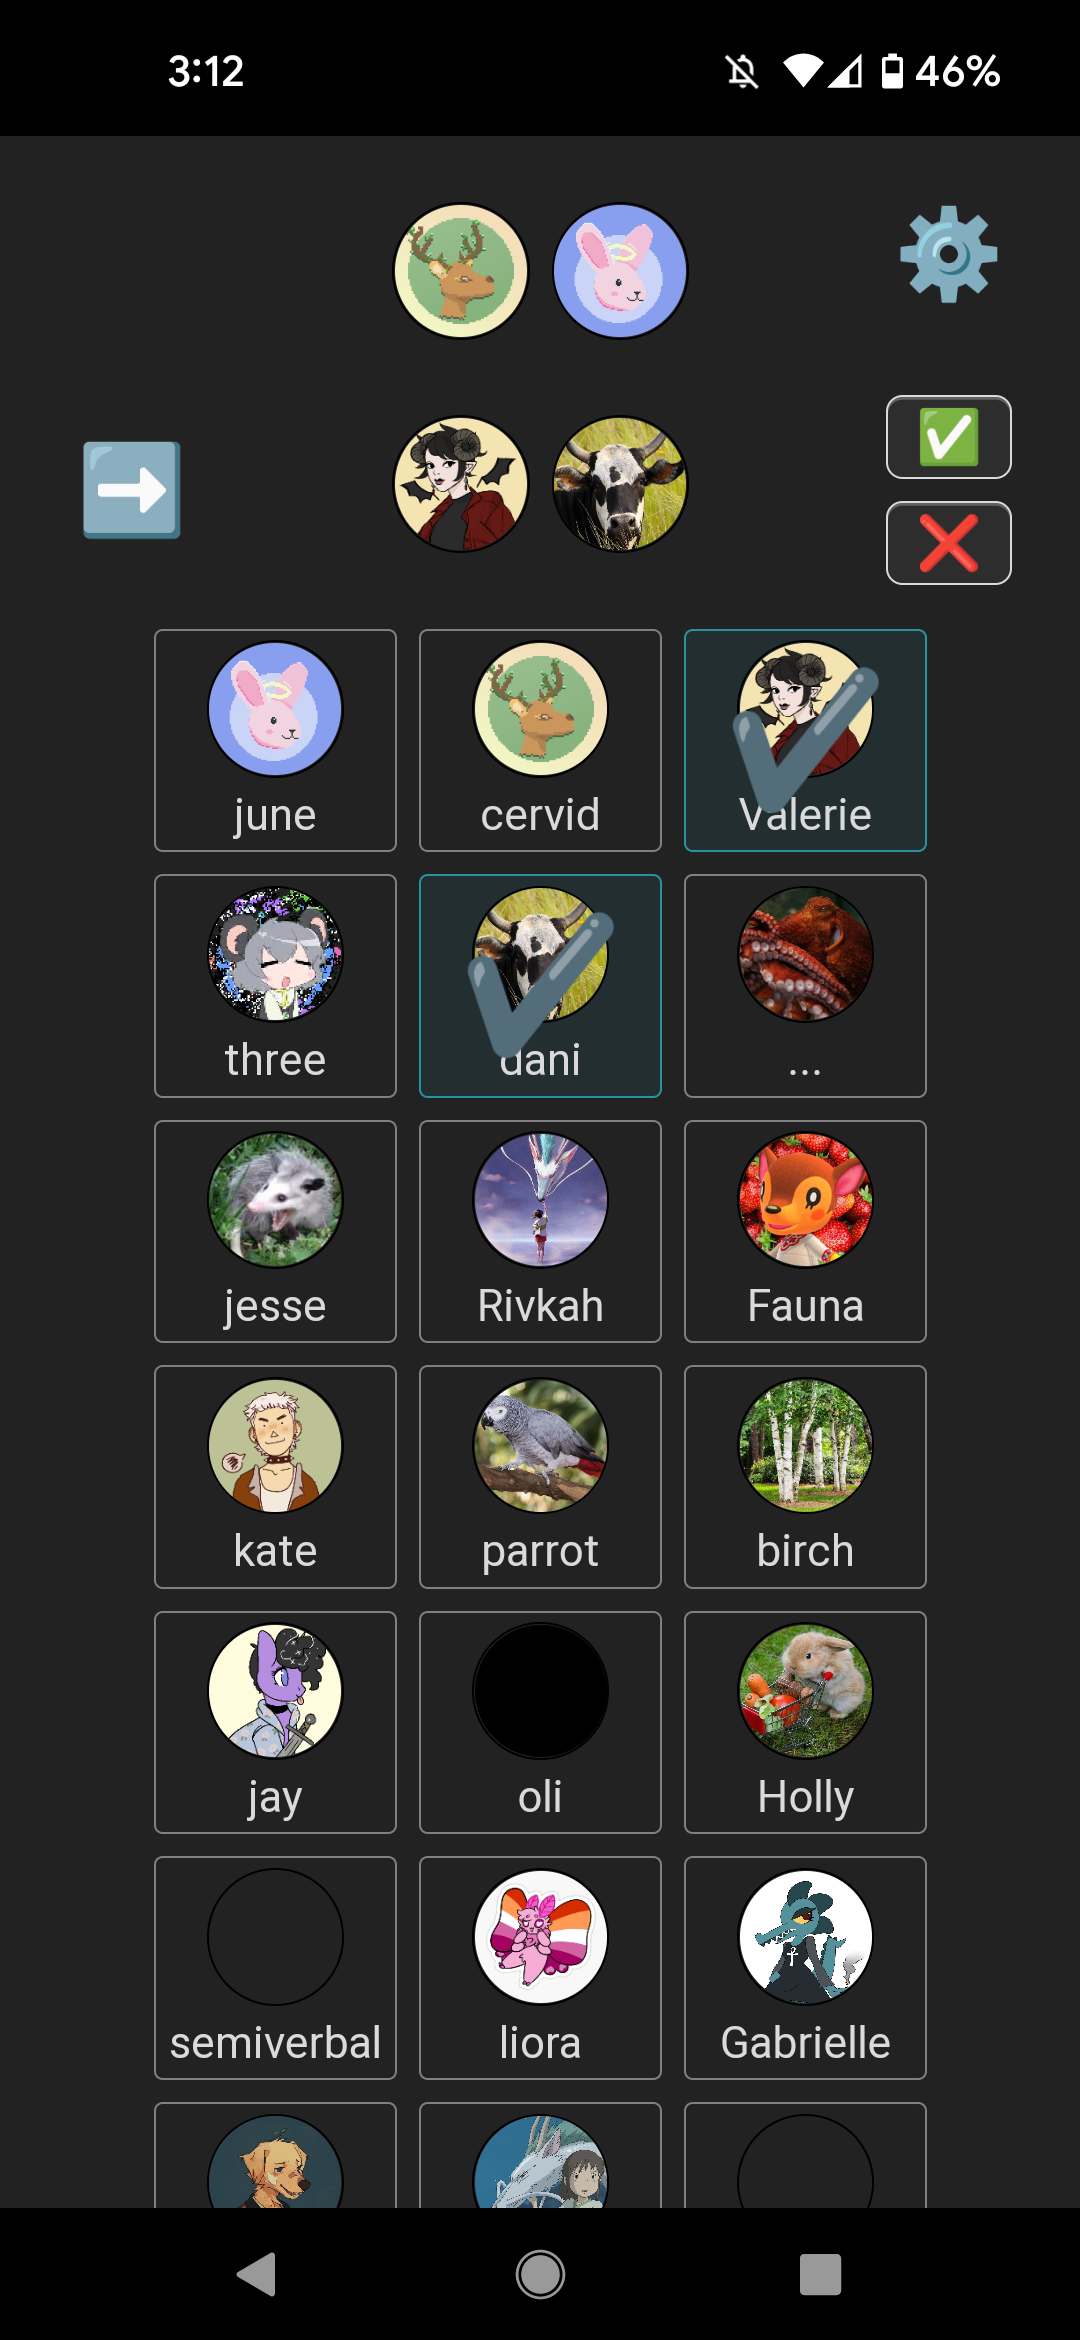 3:12
46%
june
cervid
Valerie
three
dani
...
jesse
Rivkah
Fauna
kate
parrot
birch
jay
oli
Holly
semiverbal
liora
Gabrielle